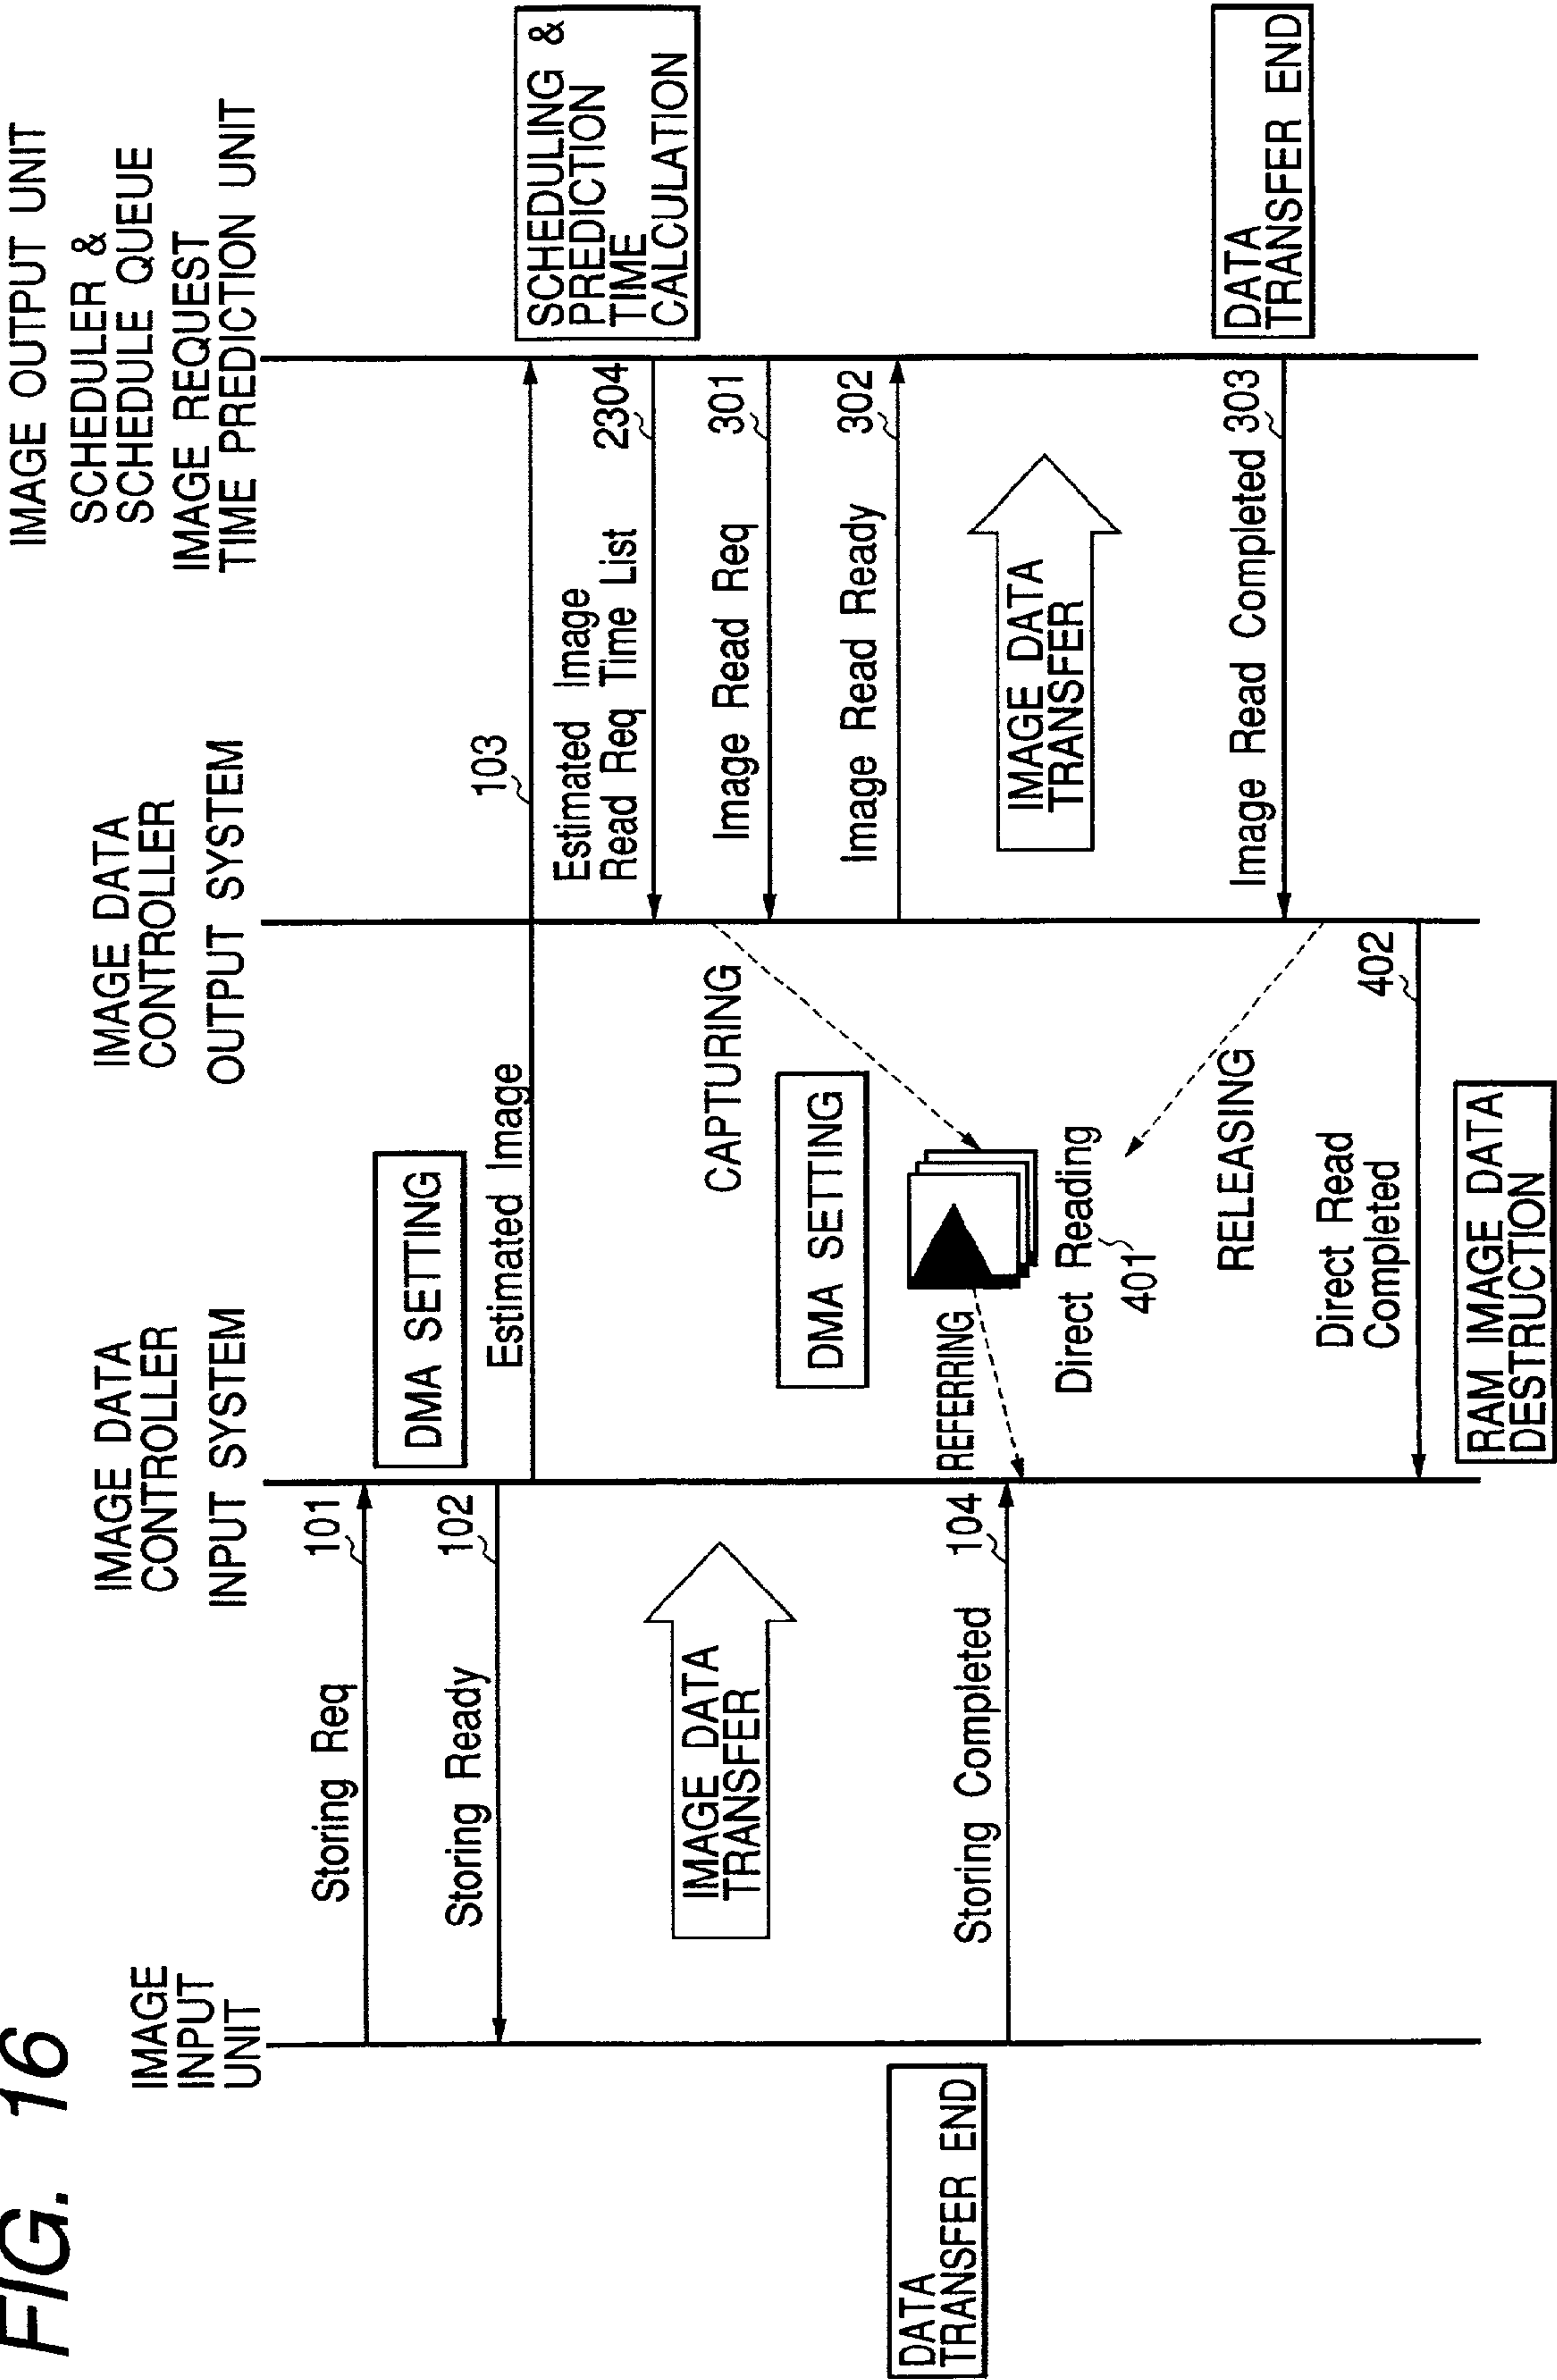 FIG. 16
IMAGE
INPUT
UNIT
IMAGE DATA
CONTROLLER
INPUT SYSTEM
IMAGE DATA
CONTROLLER
OUTPUT SYSTEM
IMAGE OUTPUT UNIT
SCHEDULER &
SCHEDULE QUEUE
IMAGE REQUEST
TIME PREDICTION UNIT
Storing Req
101
DMA SETTING
Storing Ready
102
Estimated Image
103
SCHEDULING &
PREDICTION
TIME
CALCULATION
Estimated Image
Read Req Time List
2304
IMAGE DATA
TRANSFER
CAPTURING
Image Read Req
301
DMA SETTING
Image Read Ready
302
DATA
TRANSFER END
Storing Completed
104
REFERRING
Direct Reading
401
IMAGE DATA
TRANSFER
RELEASING
Image Read Completed
303
DATA
TRANSFER END
Direct Read
Completed
402
RAM IMAGE DATA
DESTRUCTION